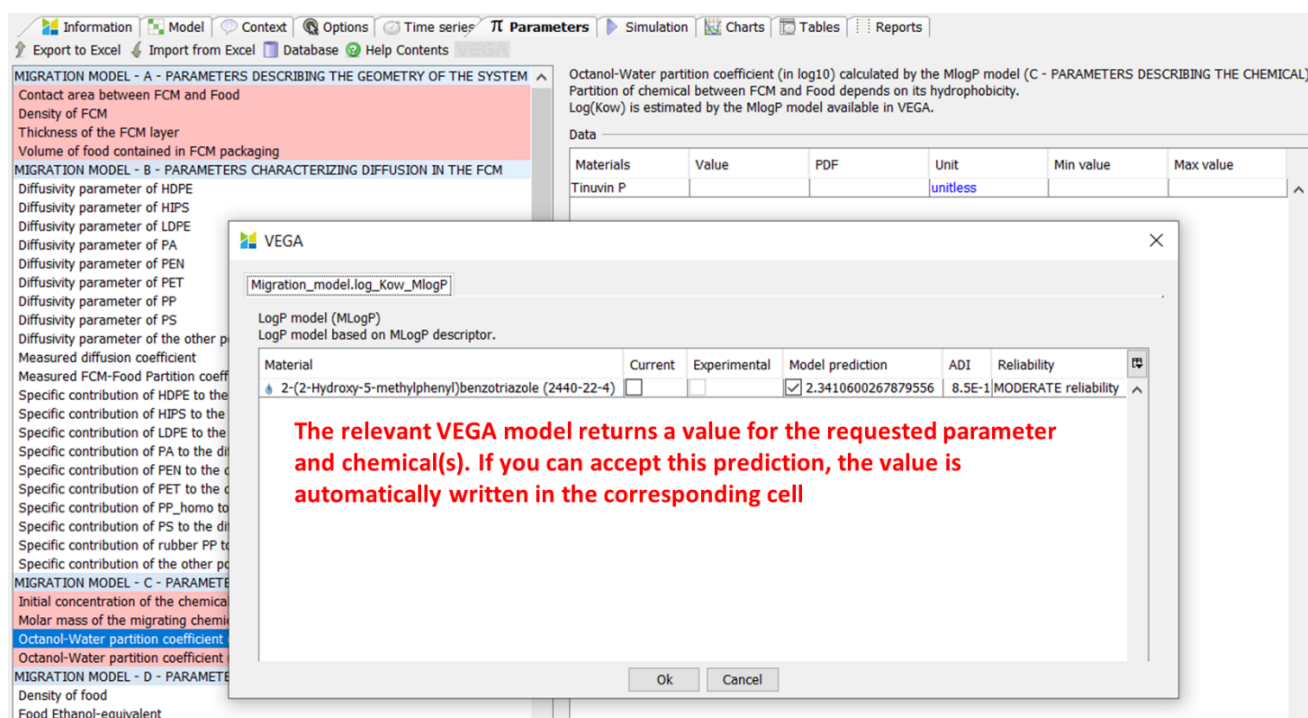 Information Model Context Options Time series Parameters Simulation Charts Tables Reports
Export to Excel Import from Excel Database Help Contents VEGA
MIGRATION MODEL - A - PARAMETERS DESCRIBING THE GEOMETRY OF THE SYSTEM
Contact area between FCM and Food
Density of FCM
Thickness of the FCM layer
Volume of food contained in FCM packaging
MIGRATION MODEL - B - PARAMETERS CHARACTERIZING DIFFUSION IN THE FCM
Diffusivity parameter of HDPE
Diffusivity parameter of HIPS
Diffusivity parameter of LDPE
Diffusivity parameter of PA
Diffusivity parameter of PEN
Diffusivity parameter of PET
Diffusivity parameter of PP
Diffusivity parameter of PS
Diffusivity parameter of the other p
Measured diffusion coefficient
Measured FCM-Food Partition coeff
Specific contribution of HDPE to the
Specific contribution of HIPS to the
Specific contribution of LDPE to the
Specific contribution of PA to the di
Specific contribution of PEN to the d
Specific contribution of PET to the d
Specific contribution of PP_homo to
Specific contribution of PS to the di
Specific contribution of rubber PP to
Specific contribution of the other po
MIGRATION MODEL - C - PARAMETE
Initial concentration of the chemica
Molar mass of the migrating chemi
Octanol-Water partition coefficient
Octanol-Water partition coefficient
MIGRATION MODEL - D - PARAMETE
Density of food
Food Ethanol-equivalent
Octanol-Water partition coefficient (in log10) calculated by the MlogP model (C - PARAMETERS DESCRIBING THE CHEMICAL)
Partition of chemical between FCM and Food depends on its hydrophobicity.
Log(Kow) is estimated by the MlogP model available in VEGA.
Data
Materials Value PDF Unit Min value Max value
Tinuvin P unitless
VEGA
Migration_model.log_Kow_MlogP
LogP model (MLogP)
LogP model based on MLogP descriptor.
Material Current Experimental Model prediction ADI Reliability
2-(2-Hydroxy-5-methylphenyl)benzotriazole (2440-22-4) 2.3410600267879556 8.5E-1 MODERATE reliability
The relevant VEGA model returns a value for the requested parameter
and chemical(s). If you can accept this prediction, the value is
automatically written in the corresponding cell
Ok Cancel